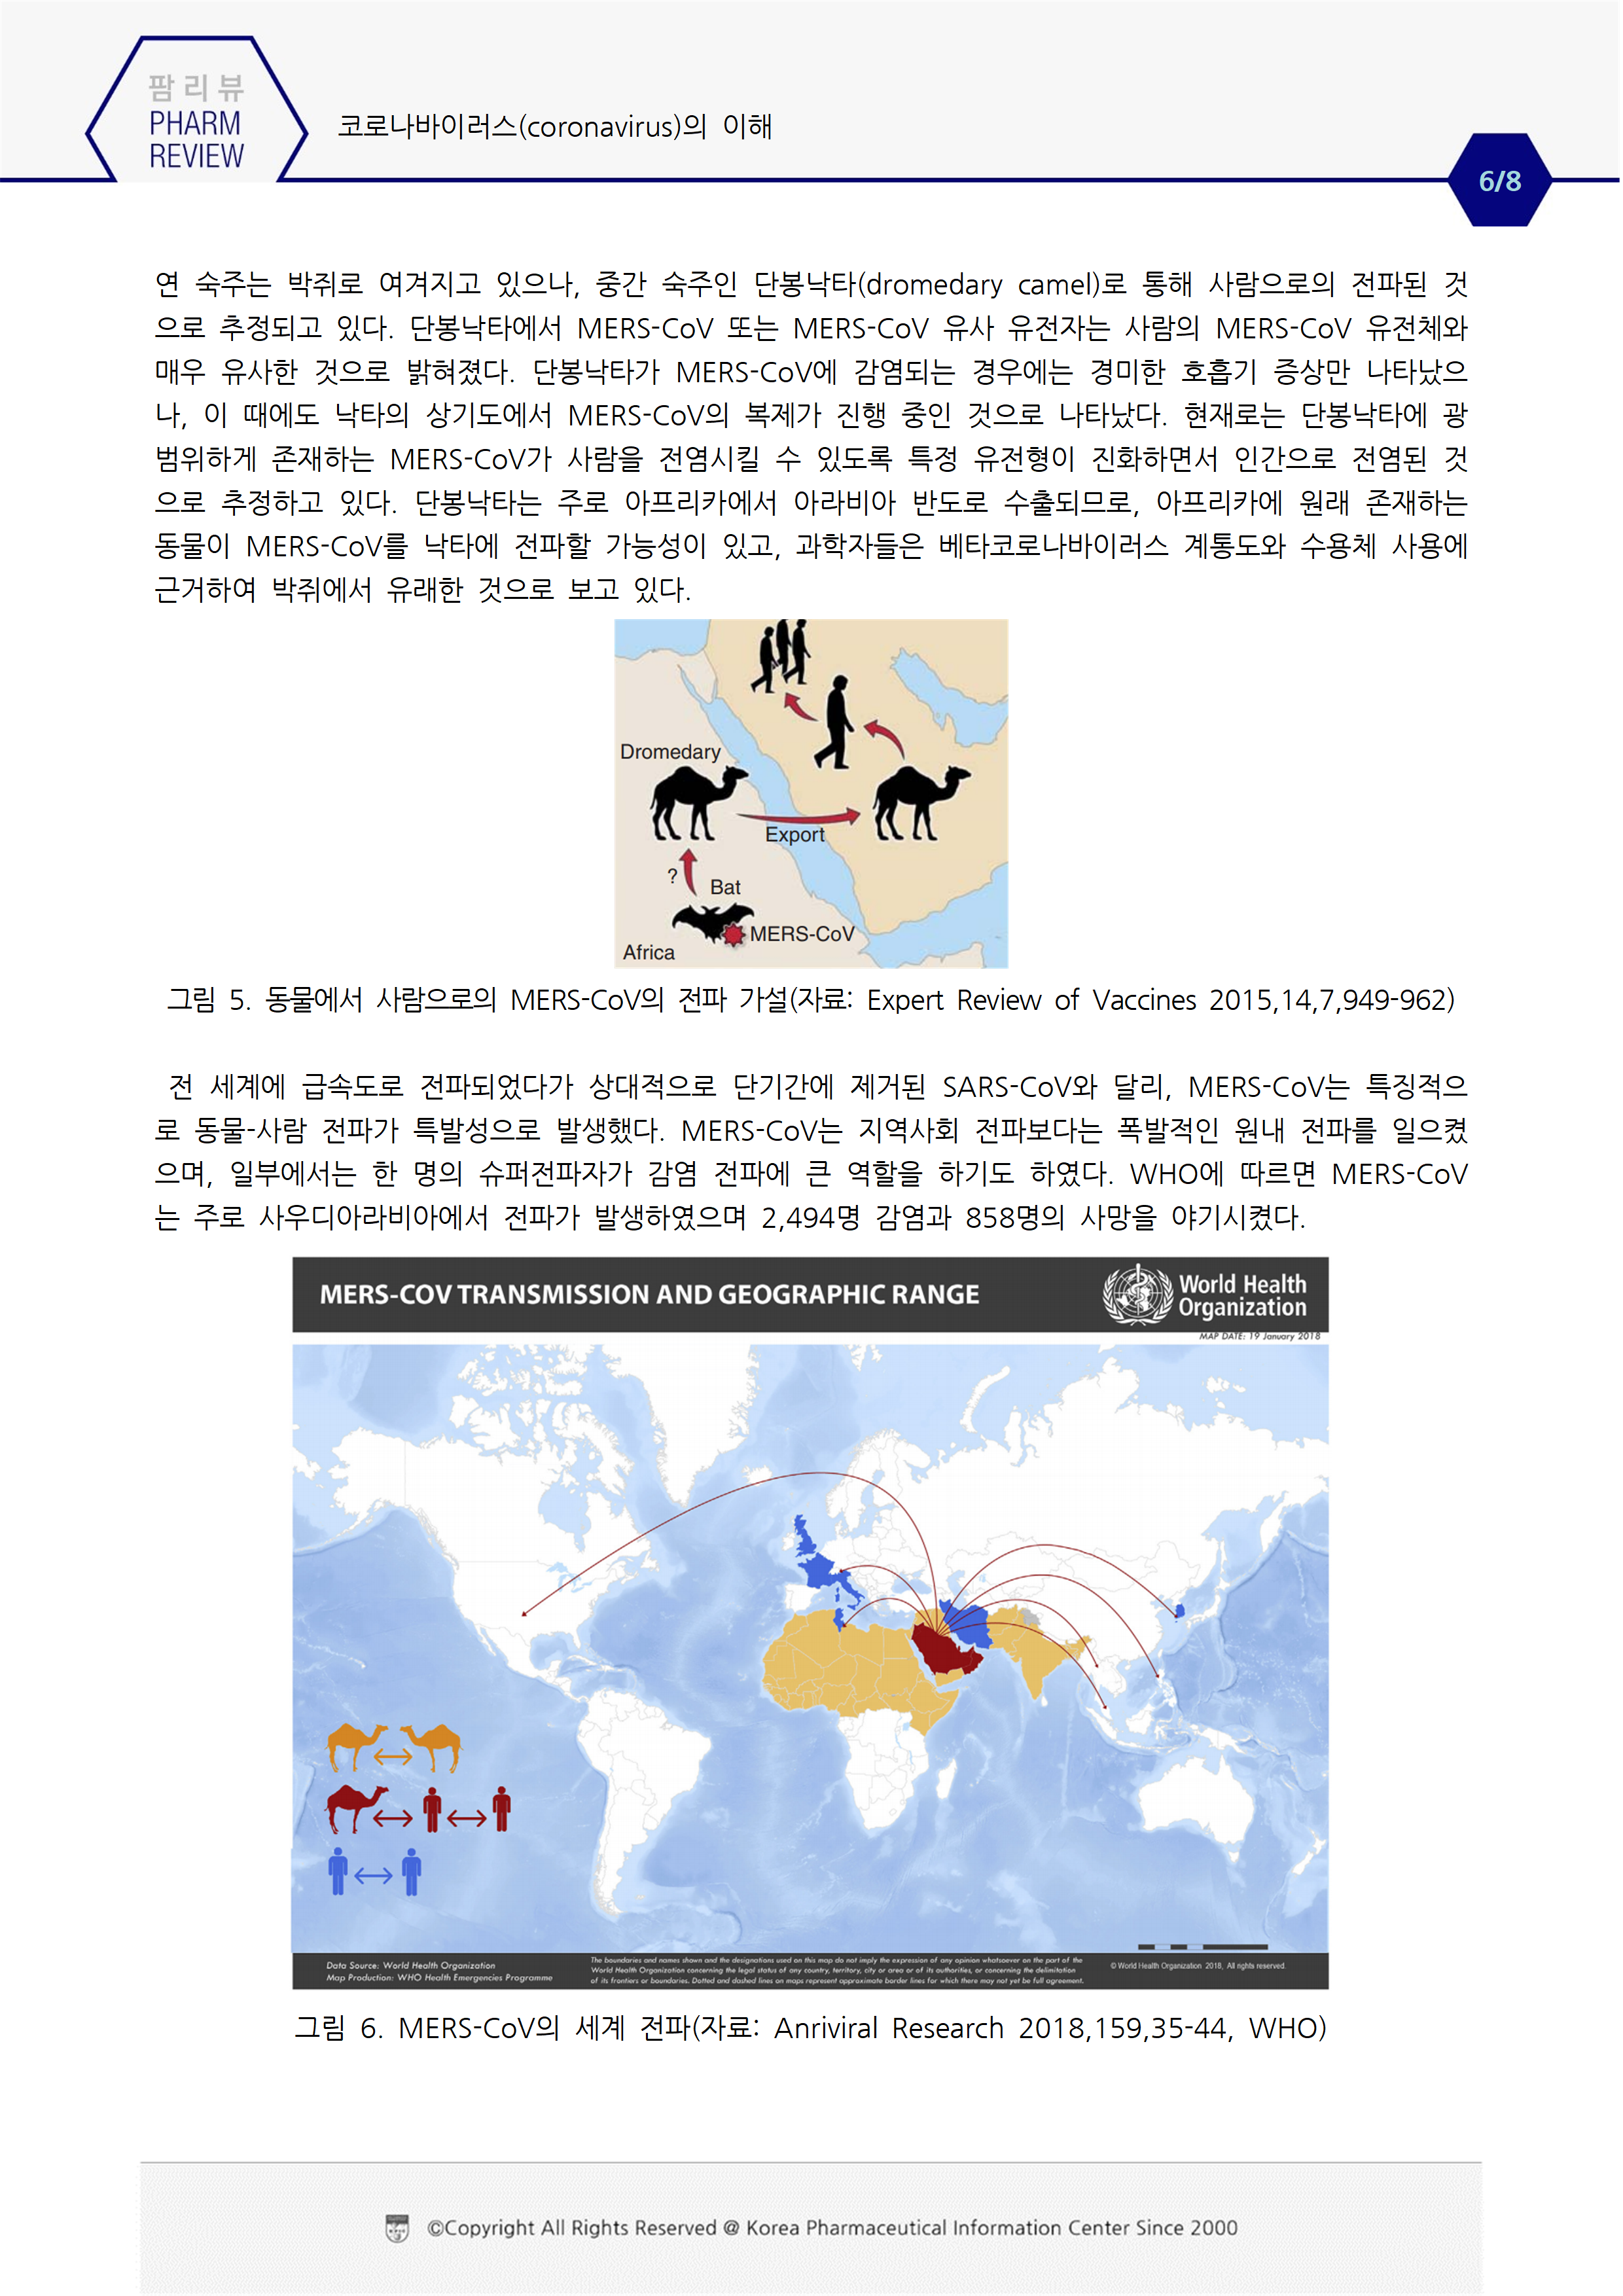 팜리뷰
PHARM
REVIEW
코로나바이러스(coronavirus)의 이해
6/8
연 숙주는 박쥐로 여겨지고 있으나, 중간 숙주인 단봉낙타(dromedary camel)로 통해 사람으로의 전파된 것
으로 추정되고 있다. 단봉낙타에서 MERS-CoV 또는 MERS-CoV 유사 유전자는 사람의 MERS-CoV 유전체와
매우 유사한 것으로 밝혀졌다. 단봉낙타가 MERS-CoV에 감염되는 경우에는 경미한 호흡기 증상만 나타났으
나, 이 때에도 낙타의 상기도에서 MERS-CoV의 복제가 진행 중인 것으로 나타났다. 현재로는 단봉낙타에 광
범위하게 존재하는 MERS-CoV가 사람을 전염시킬 수 있도록 특정 유전형이 진화하면서 인간으로 전염된 것
으로 추정하고 있다. 단봉낙타는 주로 아프리카에서 아라비아 반도로 수출되므로, 아프리카에 원래 존재하는
동물이 MERS-CoV를 낙타에 전파할 가능성이 있고, 과학자들은 베타코로나바이러스 계통도와 수용체 사용에
근거하여 박쥐에서 유래한 것으로 보고 있다.
Dromedary
Export
?
Bat
MERS-CoV
Africa
그림 5. 동물에서 사람으로의 MERS-CoV의 전파 가설(자료: Expert Review of Vaccines 2015,14,7,949-962)
전 세계에 급속도로 전파되었다가 상대적으로 단기간에 제거된 SARS-CoV와 달리, MERS-CoV는 특징적으
로 동물-사람 전파가 특발성으로 발생했다. MERS-CoV는 지역사회 전파보다는 폭발적인 원내 전파를 일으켰
으며, 일부에서는 한 명의 슈퍼전파자가 감염 전파에 큰 역할을 하기도 하였다. WHO에 따르면 MERS-CoV
는 주로 사우디아라비아에서 전파가 발생하였으며 2,494명 감염과 858명의 사망을 야기시켰다.
MERS-COV TRANSMISSION AND GEOGRAPHIC RANGE
World Health
Organization
MAP DATE: 19 January 2018
Data Source: World Health Organization
Map Production: WHO Health Emergencies Programme
The boundaries and names shown and the designations used on this map do not imply the expression of any opinion whatsoever on the part of the
World Health Organization concerning the legal status of any country, territory, city or area or of its authorities, or concerning the delimitation
of its frontiers or boundaries. Dotted and dashed lines on maps represent approximate border lines for which there may not yet be full agreement.
© World Health Organization 2018, All rights reserved.
그림 6. MERS-CoV의 세계 전파(자료: Anriviral Research 2018,159,35-44, WHO)
©Copyright All Rights Reserved @ Korea Pharmaceutical Information Center Since 2000